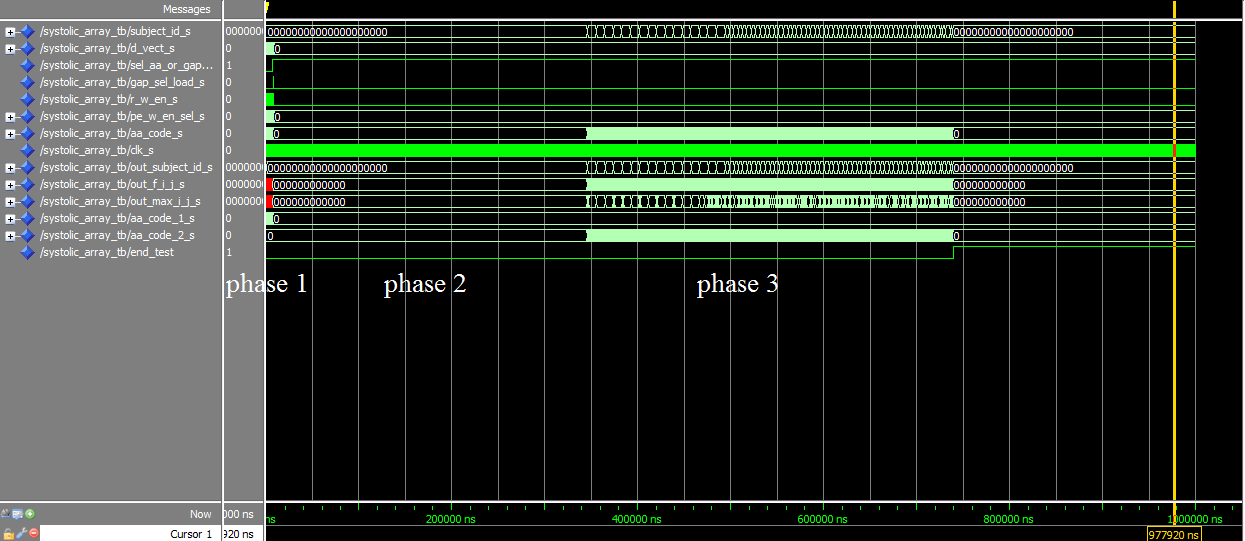 Messages
/systolic_array_tb/subject_id_s 0000000 00000000000000000000 00000000000000000000
/systolic_array_tb/d_vect_s 0 0
/systolic_array_tb/sel_aa_or_gap... 1
/systolic_array_tb/gap_sel_load_s 0
/systolic_array_tb/r_w_en_s 0
/systolic_array_tb/pe_w_en_sel_s 0 0
/systolic_array_tb/aa_code_s 0 0 0
/systolic_array_tb/clk_s 0
/systolic_array_tb/out_subject_id_s 0000000 00000000000000000000 00000000000000000000
/systolic_array_tb/out_f_i_j_s 0000000 000000000000 000000000000
/systolic_array_tb/out_max_i_j_s 0000000 000000000000 000000000000
/systolic_array_tb/aa_code_1_s 0 0
/systolic_array_tb/aa_code_2_s 0 0 0
/systolic_array_tb/end_test 1
phase 1 phase 2 phase 3
Now 000 ns ns 200000 ns 400000 ns 600000 ns 800000 ns 1000000 ns
Cursor 1 920 ns 977920 ns